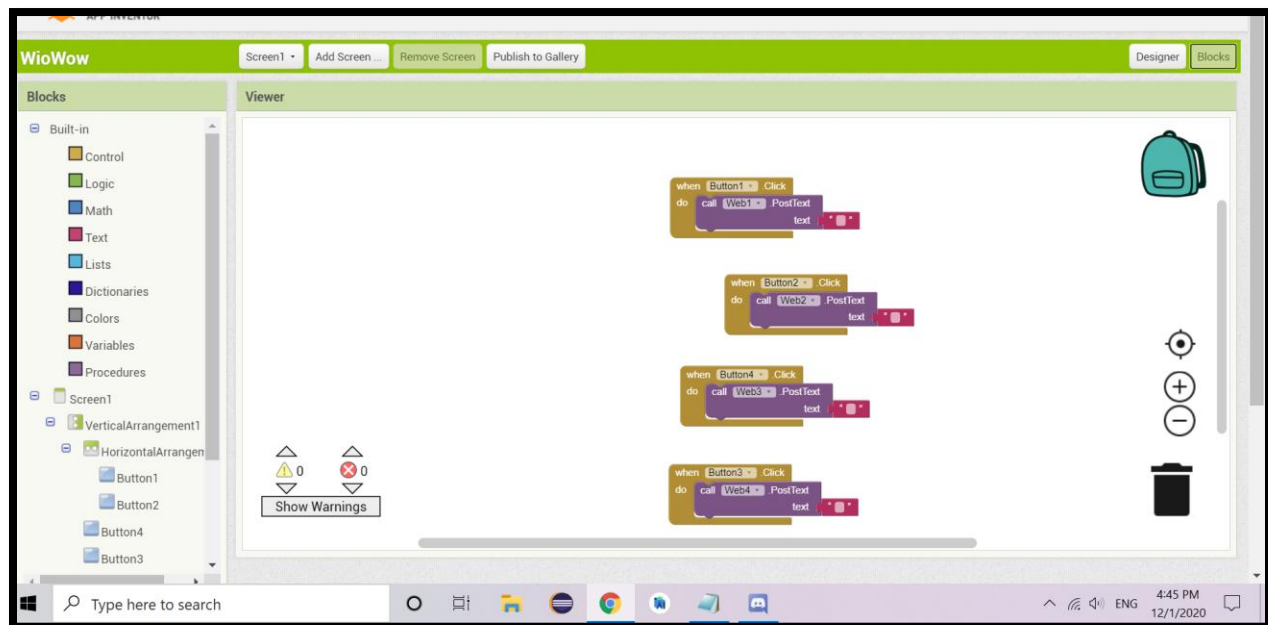 APP INVENTOR
WioWow
Screen1
Add Screen ...
Remove Screen
Publish to Gallery
Designer
Blocks
Blocks
Viewer
Built-in
Control
Logic
Math
Text
Lists
Dictionaries
Colors
Variables
Procedures
Screen1
VerticalArrangement1
HorizontalArrangen
Button1
Button2
Button4
Button3
when Button1 .Click
do call Web1 .PostText
text " "
when Button2 .Click
do call Web2 .PostText
text " "
when Button4 .Click
do call Web3 .PostText
text " "
when Button3 .Click
do call Web4 .PostText
text " "
0 0
Show Warnings
Type here to search
ENG
4:45 PM
12/1/2020